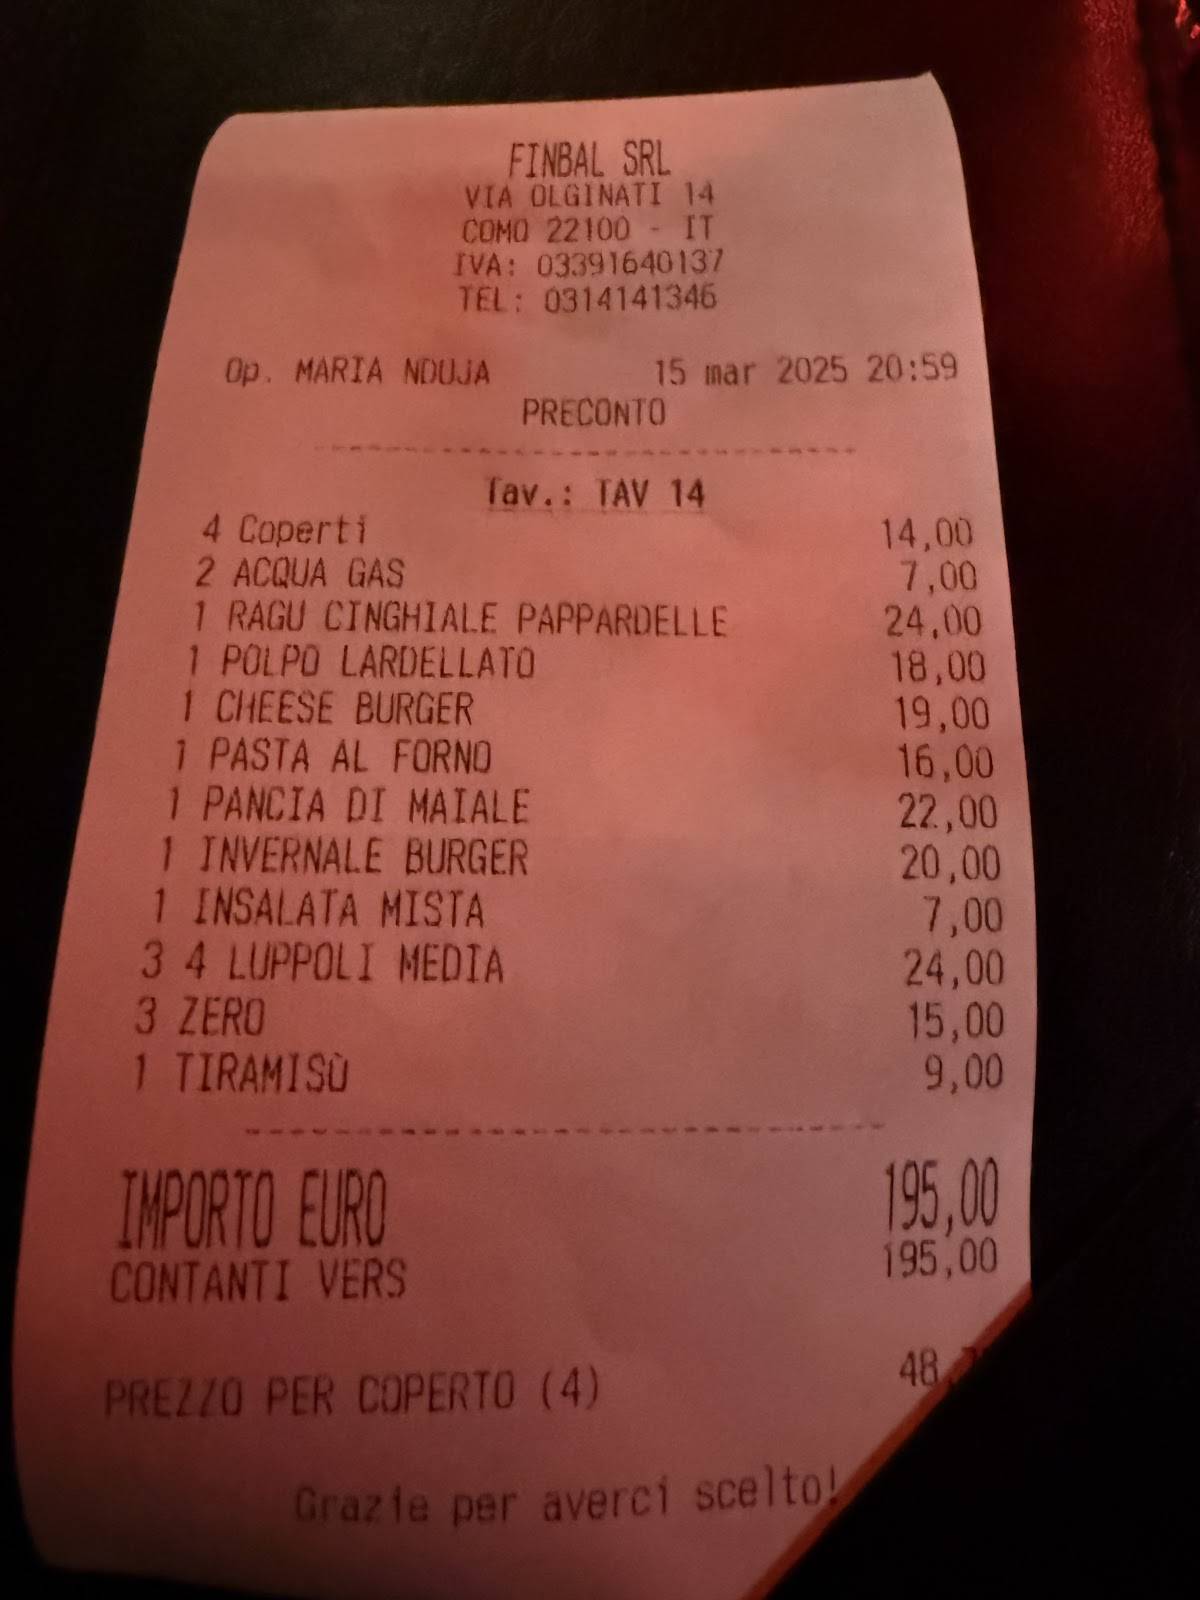 FINBAL SRL
VIA OLGINATI 14
COMO 22100 - IT
IVA: 03391640137
TEL: 0314141346
Op. MARIA NDUJA 15 mar 2025 20:59
PRECONTO
Tav.: TAV 14
4 Coperti 14,00
2 ACQUA GAS 7,00
1 RAGU CINGHIALE PAPPARDELLE 24,00
1 POLPO LARDELLATO 18,00
1 CHEESE BURGER 19,00
1 PASTA AL FORNO 16,00
1 PANCIA DI MAIALE 22,00
1 INVERNALE BURGER 20,00
1 INSALATA MISTA 7,00
3 4 LUPPOLI MEDIA 24,00
3 ZERO 15,00
1 TIRAMISÙ 9,00
IMPORTO EURO 195,00
CONTANTI VERS 195,00
PREZZO PER COPERTO (4) 48,
Grazie per averci scelto!